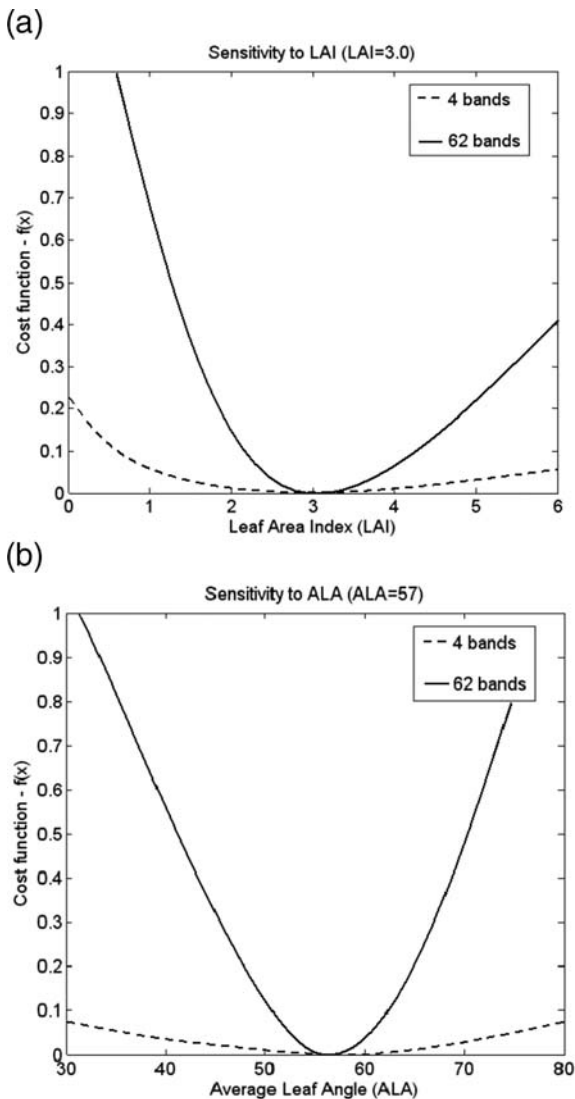 (a)
Sensitivity to LAI (LAI=3.0)
1
0.9
0.8
0.7
0.6
0.5
0.4
0.3
0.2
0.1
0
Cost function - f(x)
4 bands
62 bands
0 1 2 3 4 5 6
Leaf Area Index (LAI)
(b)
Sensitivity to ALA (ALA=57)
1
0.9
0.8
0.7
0.6
0.5
0.4
0.3
0.2
0.1
0
Cost function - f(x)
4 bands
62 bands
30 40 50 60 70 80
Average Leaf Angle (ALA)